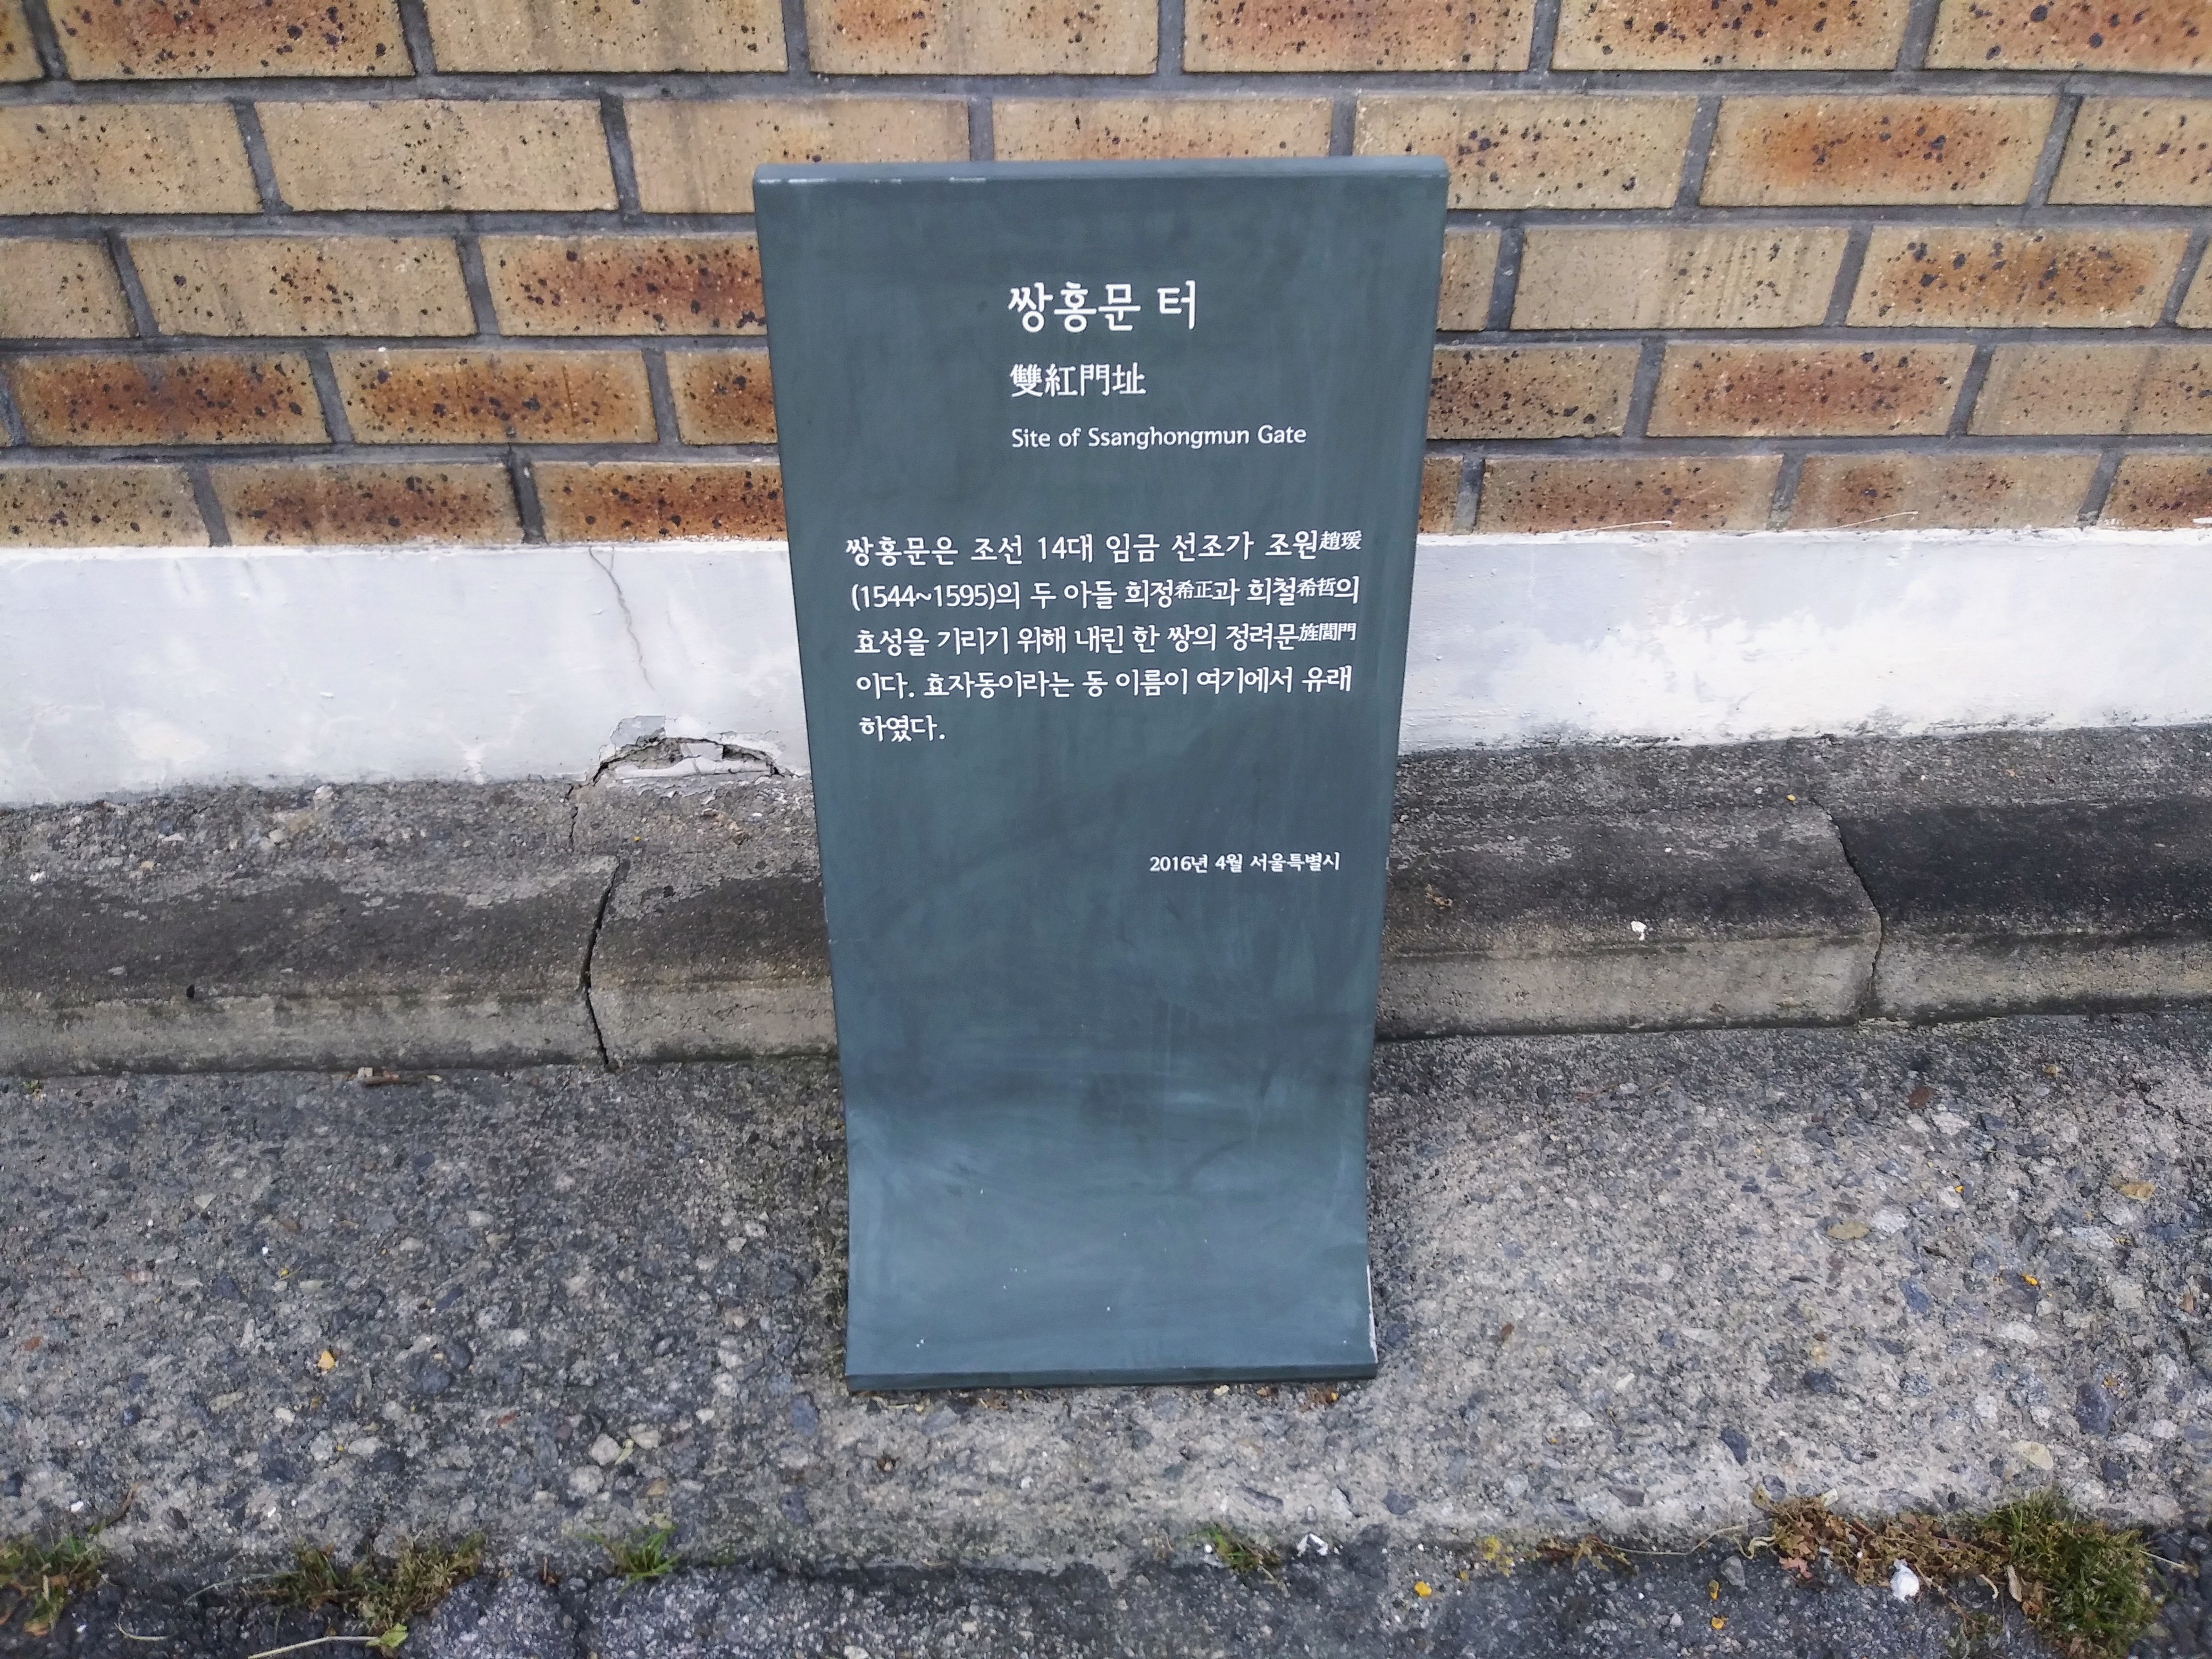 쌍홍문 터
雙紅門址
Site of Ssanghongmun Gate
쌍홍문은 조선 14대 임금 선조가 조원趙瑗
(1544~1595)의 두 아들 희정希正과 희철希哲의
효성을 기리기 위해 내린 한 쌍의 정려문旌閭門
이다. 효자동이라는 동 이름이 여기에서 유래
하였다.
2016년 4월 서울특별시